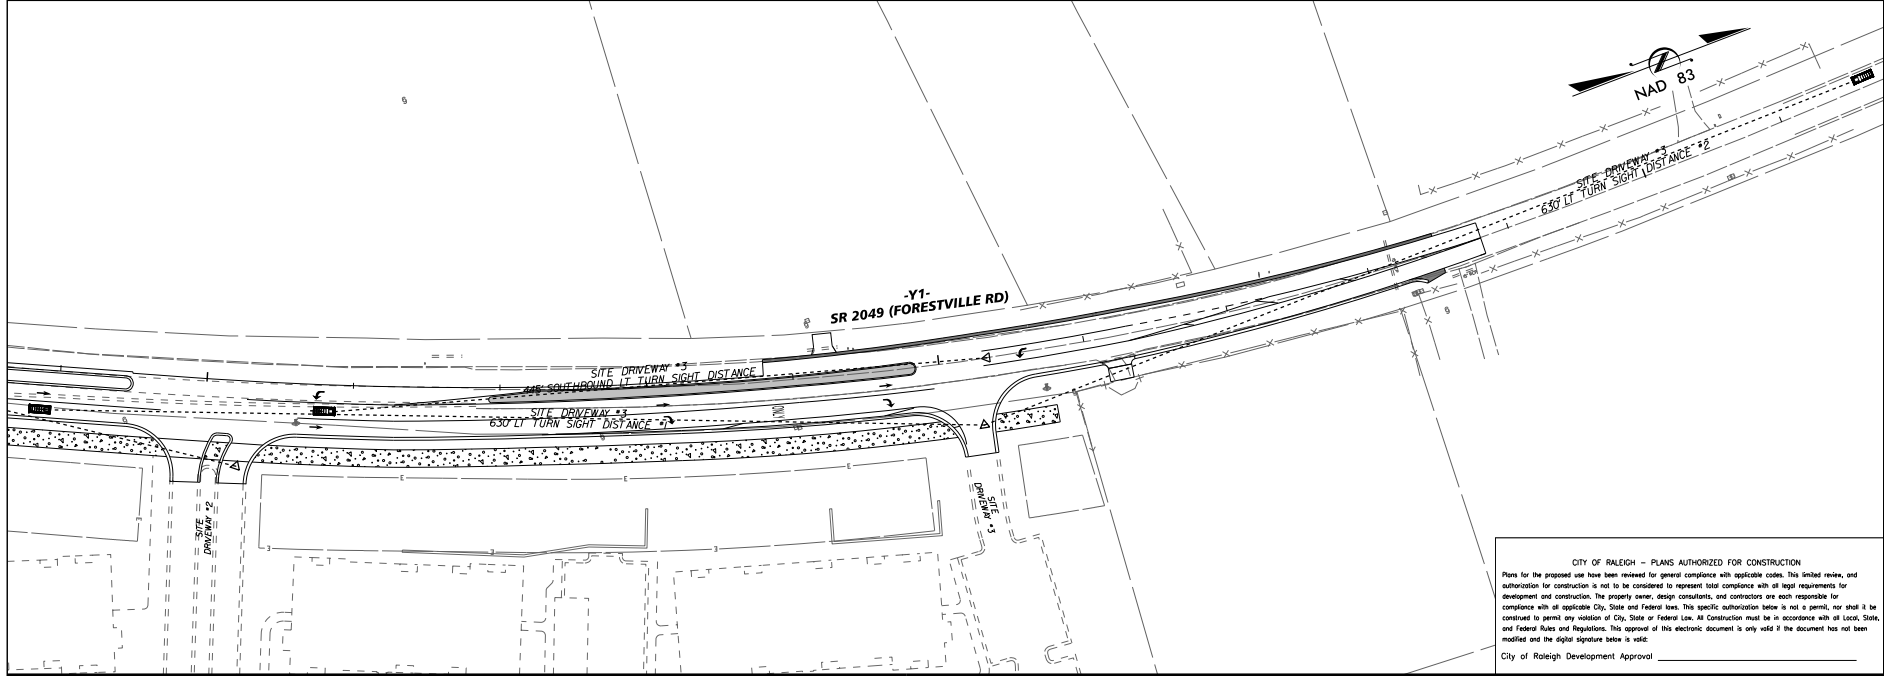 NAD 83
SITE DRIVEWAY #3
630' LT TURN SIGHT DISTANCE #2
-Y1-
SR 2049 (FORESTVILLE RD)
SITE DRIVEWAY #3
445' SOUTHBOUND LT TURN SIGHT DISTANCE
SITE DRIVEWAY #3
630' LT TURN SIGHT DISTANCE #1
ONLY
E
E
E
E
E
E
SITE
DRIVEWAY #2
SITE
DRIVEWAY #3
CITY OF RALEIGH – PLANS AUTHORIZED FOR CONSTRUCTION
Plans for the proposed use have been reviewed for general compliance with applicable codes. This limited review, and
authorization for construction is not to be considered to represent total compliance with all legal requirements for
development and construction. The property owner, design consultants, and contractors are each responsible for
compliance with all applicable City, State and Federal laws. This specific authorization below is not a permit, nor shall it be
construed to permit any violation of City, State or Federal Law. All Construction must be in accordance with all Local, State,
and Federal Rules and Regulations. This approval of this electronic document is only valid if the document has not been
modified and the digital signature below is valid:
City of Raleigh Development Approval